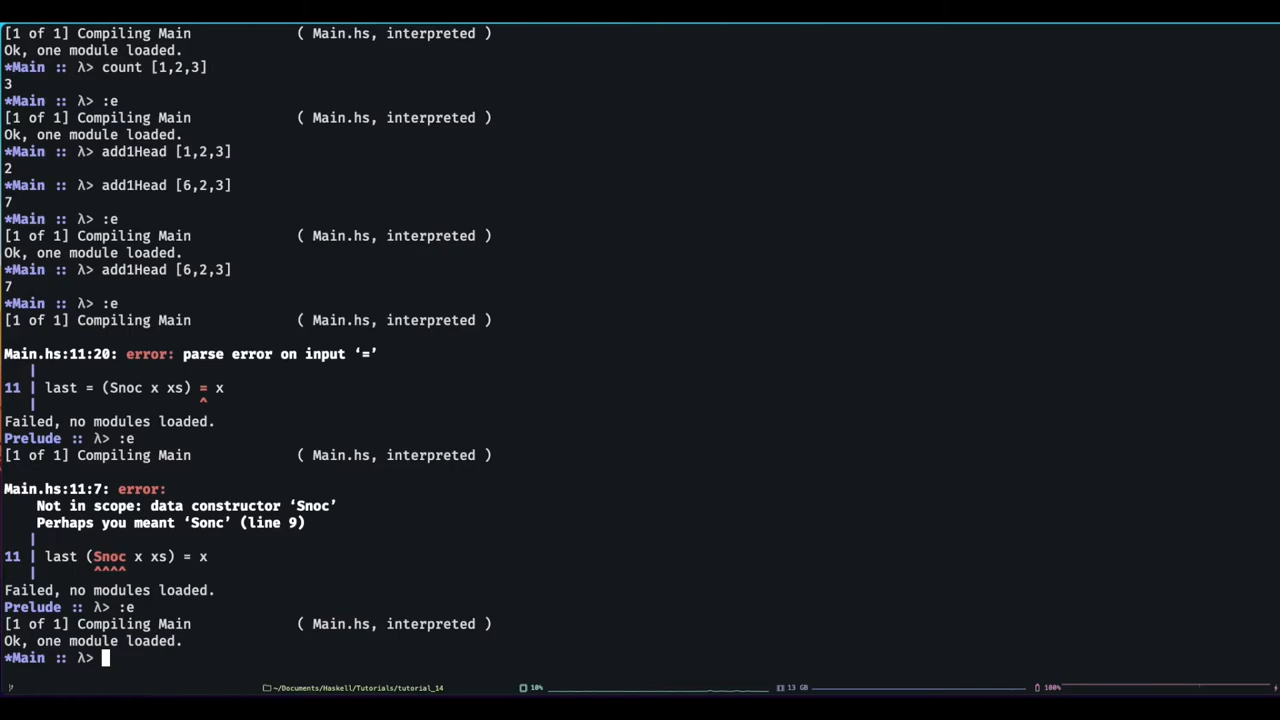 [1 of 1] Compiling Main             ( Main.hs, interpreted )
Ok, one module loaded.
*Main :: λ> count [1,2,3]
3
*Main :: λ> :e
[1 of 1] Compiling Main             ( Main.hs, interpreted )
Ok, one module loaded.
*Main :: λ> add1Head [1,2,3]
2
*Main :: λ> add1Head [6,2,3]
7
*Main :: λ> :e
[1 of 1] Compiling Main             ( Main.hs, interpreted )
Ok, one module loaded.
*Main :: λ> add1Head [6,2,3]
7
*Main :: λ> :e
[1 of 1] Compiling Main             ( Main.hs, interpreted )
Main.hs:11:20: error: parse error on input ‘=’
   |
11 | last = (Snoc x xs) = x
   |                    ^
Failed, no modules loaded.
Prelude :: λ> :e
[1 of 1] Compiling Main             ( Main.hs, interpreted )
Main.hs:11:7: error:
    Not in scope: data constructor ‘Snoc’
    Perhaps you meant ‘Sonc’ (line 9)
   |
11 | last (Snoc x xs) = x
   |       ^^^^
Failed, no modules loaded.
Prelude :: λ> :e
[1 of 1] Compiling Main             ( Main.hs, interpreted )
Ok, one module loaded.
*Main :: λ>
~/Documents/Haskell/Tutorials/tutorial_14 10% 13 GB 100%